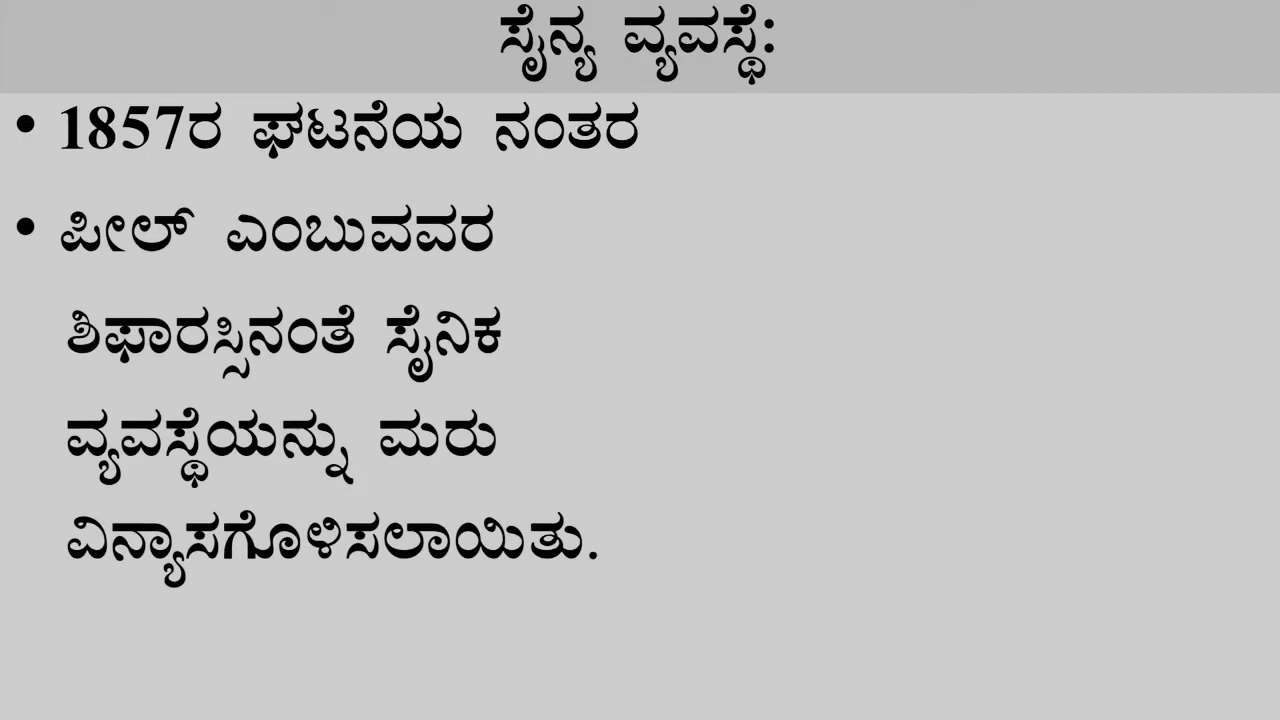 ಸೈನ್ಯ ವ್ಯವಸ್ಥೆ:
• 1857ರ ಘಟನೆಯ ನಂತರ
• ಪೀಲ್ ಎಂಬುವವರ
ಶಿಫಾರಸ್ಸಿನಂತೆ ಸೈನಿಕ
ವ್ಯವಸ್ಥೆಯನ್ನು ಮರು
ವಿನ್ಯಾಸಗೊಳಿಸಲಾಯಿತು.